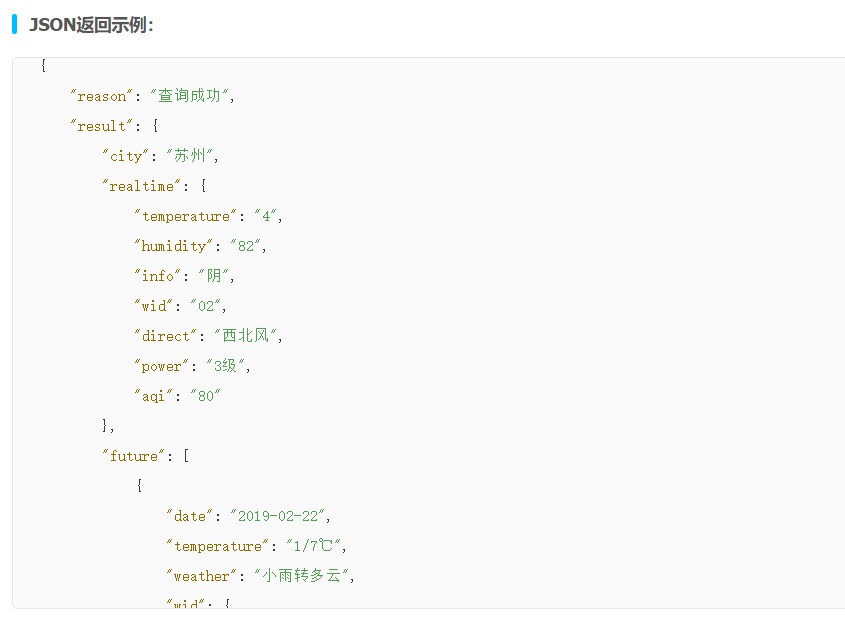 JSON返回示例：
{
"reason": "查询成功",
"result": {
"city": "苏州",
"realtime": {
"temperature": "4",
"humidity": "82",
"info": "阴",
"wid": "02",
"direct": "西北风",
"power": "3级",
"aqi": "80"
},
"future": [
{
"date": "2019-02-22",
"temperature": "1/7℃",
"weather": "小雨转多云",
"wid": {